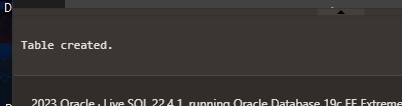 D
Table created.
2023 Oracle · Live SQL 22.4.1, running Oracle Database 19c EE Extreme